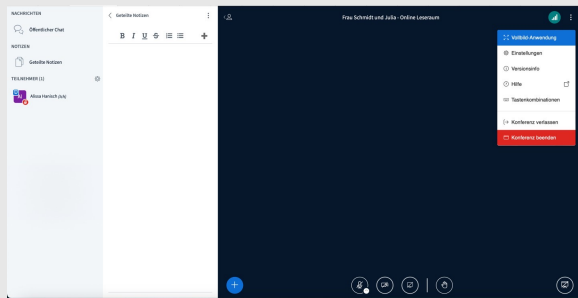 NACHRICHTEN
Öffentlicher Chat
NOTIZEN
Geteilte Notizen
TEILNEHMER (1)
Alissa Hanisch
Geteilte Notizen
B I U S
Frau Schmidt und Julia - Online Leseraum
Vollbild-Anwendung
Einstellungen
Versionsinfo
Hilfe
Tastenkombinationen
Konferenz verlassen
Konferenz beenden